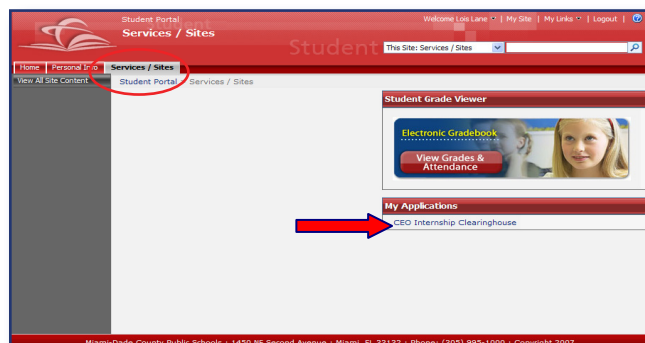 Student Portal
Services / Sites
Student
Student
Welcome Lois Lane | My Site | My Links | Logout |
This Site: Services / Sites
Home Personal Info Services / Sites
View All Site Content
Student Portal Services / Sites
Student Grade Viewer
Electronic Gradebook
View Grades &
Attendance
My Applications
CEO Internship Clearinghouse
Miami-Dade County Public Schools : 1450 NE Second Avenue : Miami, FL 33132 : Phone: (305) 995-1000 : Copyright 2007